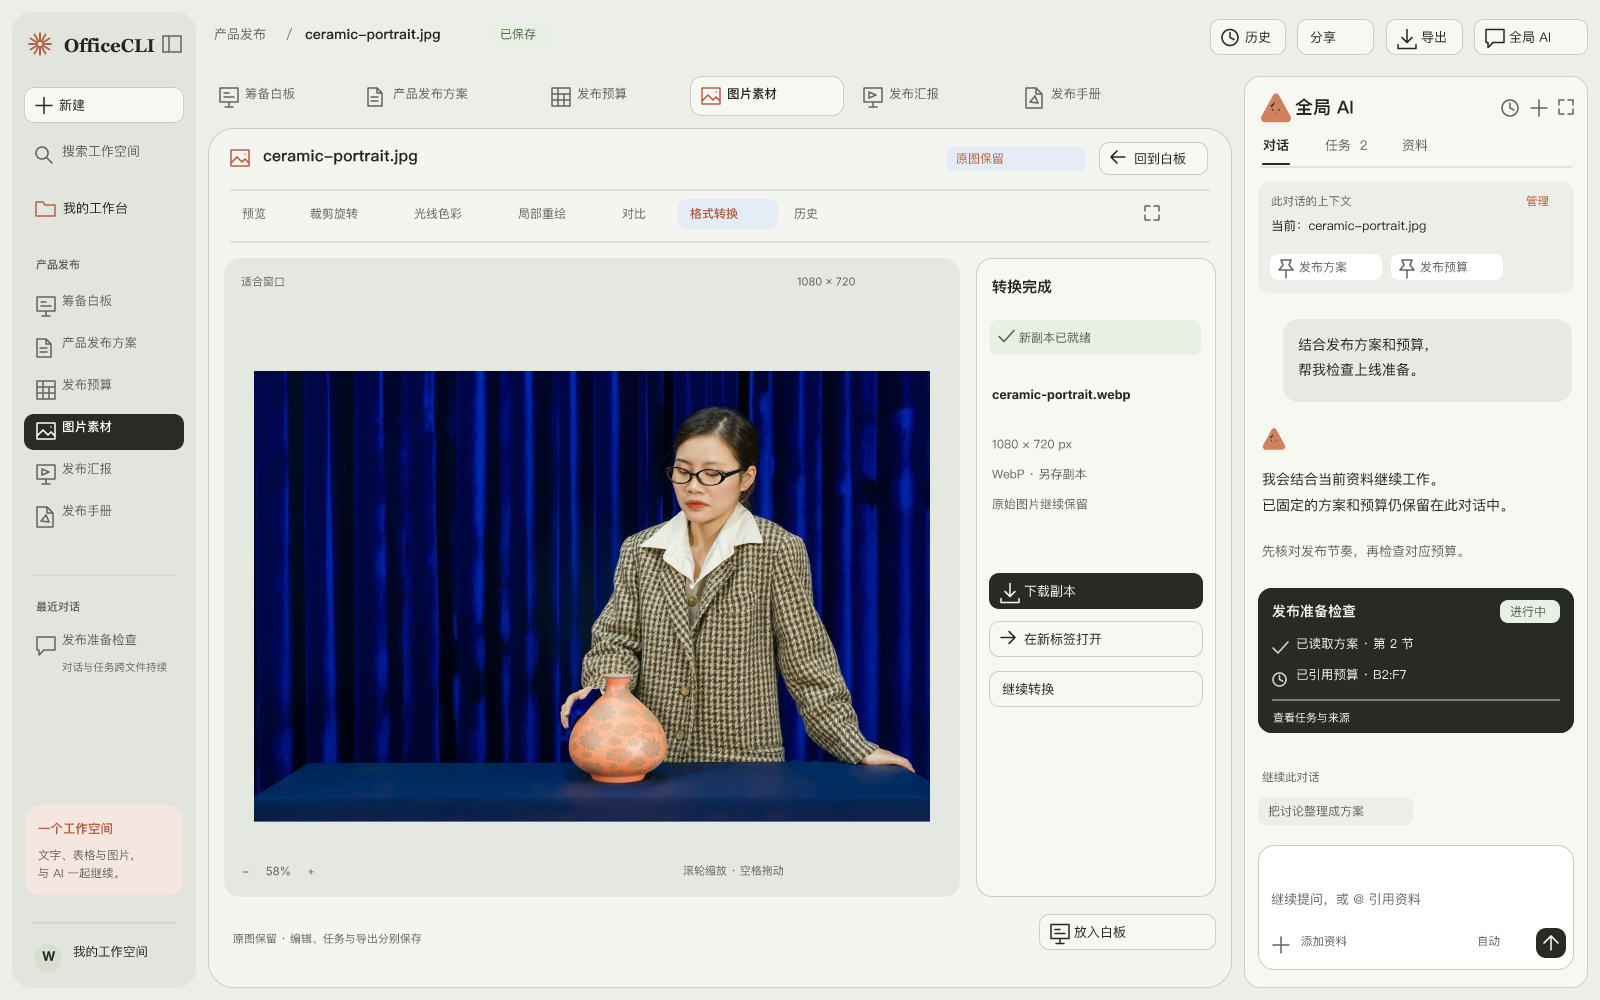 OfficeCLI
新建
搜索工作空间
我的工作台
产品发布
筹备白板
产品发布方案
发布预算
图片素材
发布汇报
发布手册
最近对话
发布准备检查
对话与任务跨文件持续
一个工作空间
文字、表格与图片，
与 AI 一起继续。
W 我的工作空间
产品发布 / ceramic-portrait.jpg 已保存
历史 分享 导出 全局 AI
筹备白板 产品发布方案 发布预算 图片素材 发布汇报 发布手册
ceramic-portrait.jpg 原图保留 回到白板
预览 裁剪旋转 光线色彩 局部重绘 对比 格式转换 历史
适合窗口 1080 × 720
− 58% + 滚轮缩放 · 空格拖动
转换完成
新副本已就绪
ceramic-portrait.webp
1080 × 720 px
WebP · 另存副本
原始图片继续保留
下载副本
在新标签打开
继续转换
原图保留 · 编辑、任务与导出分别保存
放入白板
全局 AI
对话 任务 2 资料
此对话的上下文 管理
当前：ceramic-portrait.jpg
发布方案 发布预算
结合发布方案和预算，
帮我检查上线准备。
我会结合当前资料继续工作。
已固定的方案和预算仍保留在此对话中。
先核对发布节奏，再检查对应预算。
发布准备检查 进行中
已读取方案 · 第 2 节
已引用预算 · B2:F7
查看任务与来源
继续此对话
把讨论整理成方案
继续提问，或 @ 引用资料
添加资料 自动